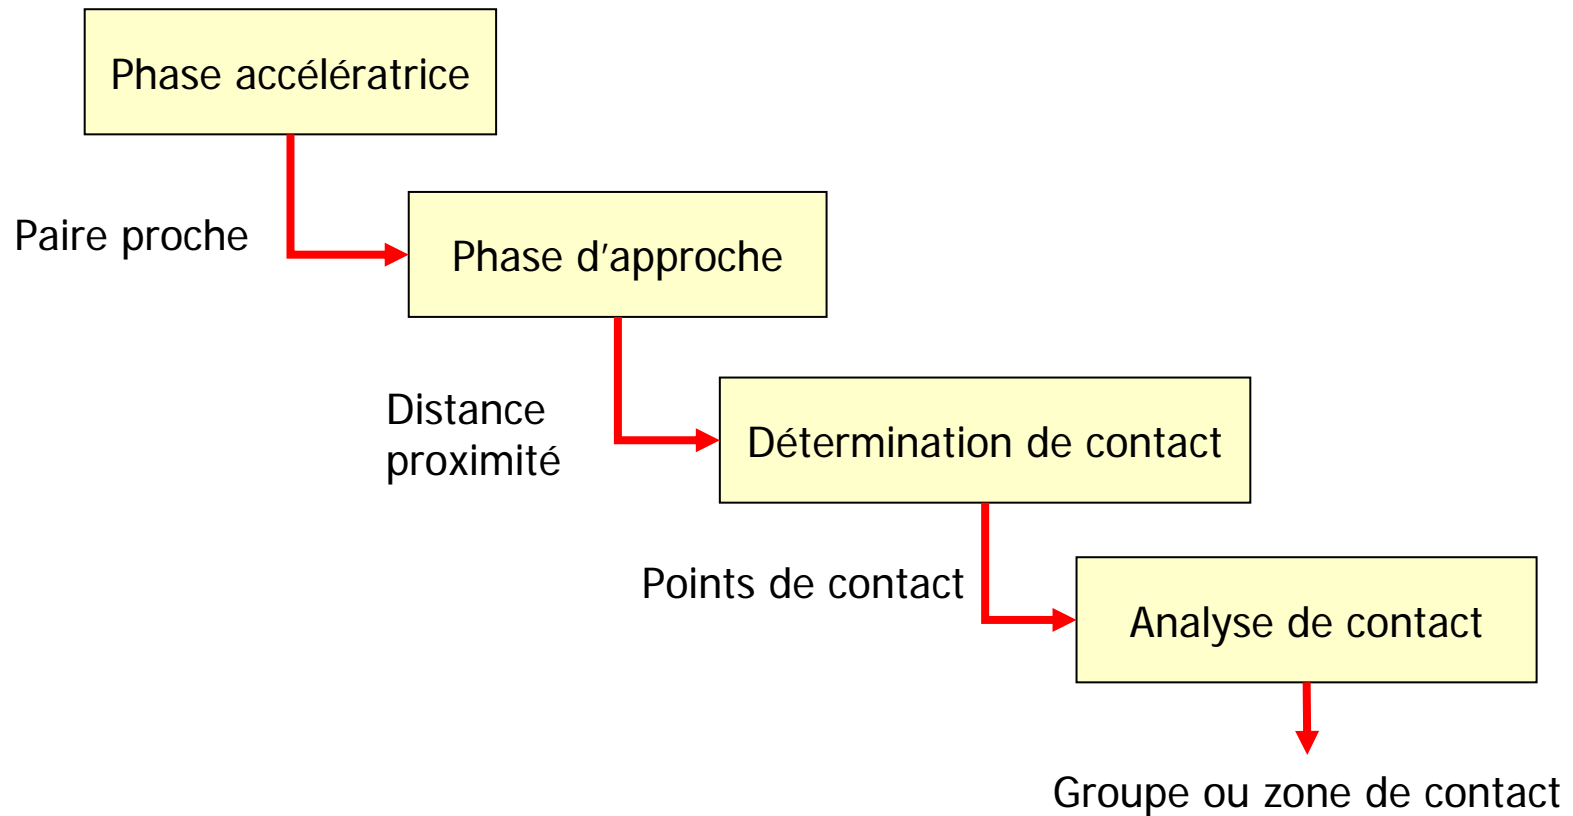 Phase accélératrice
Paire proche
Phase d'approche
Distance
proximité
Détermination de contact
Points de contact
Analyse de contact
Groupe ou zone de contact